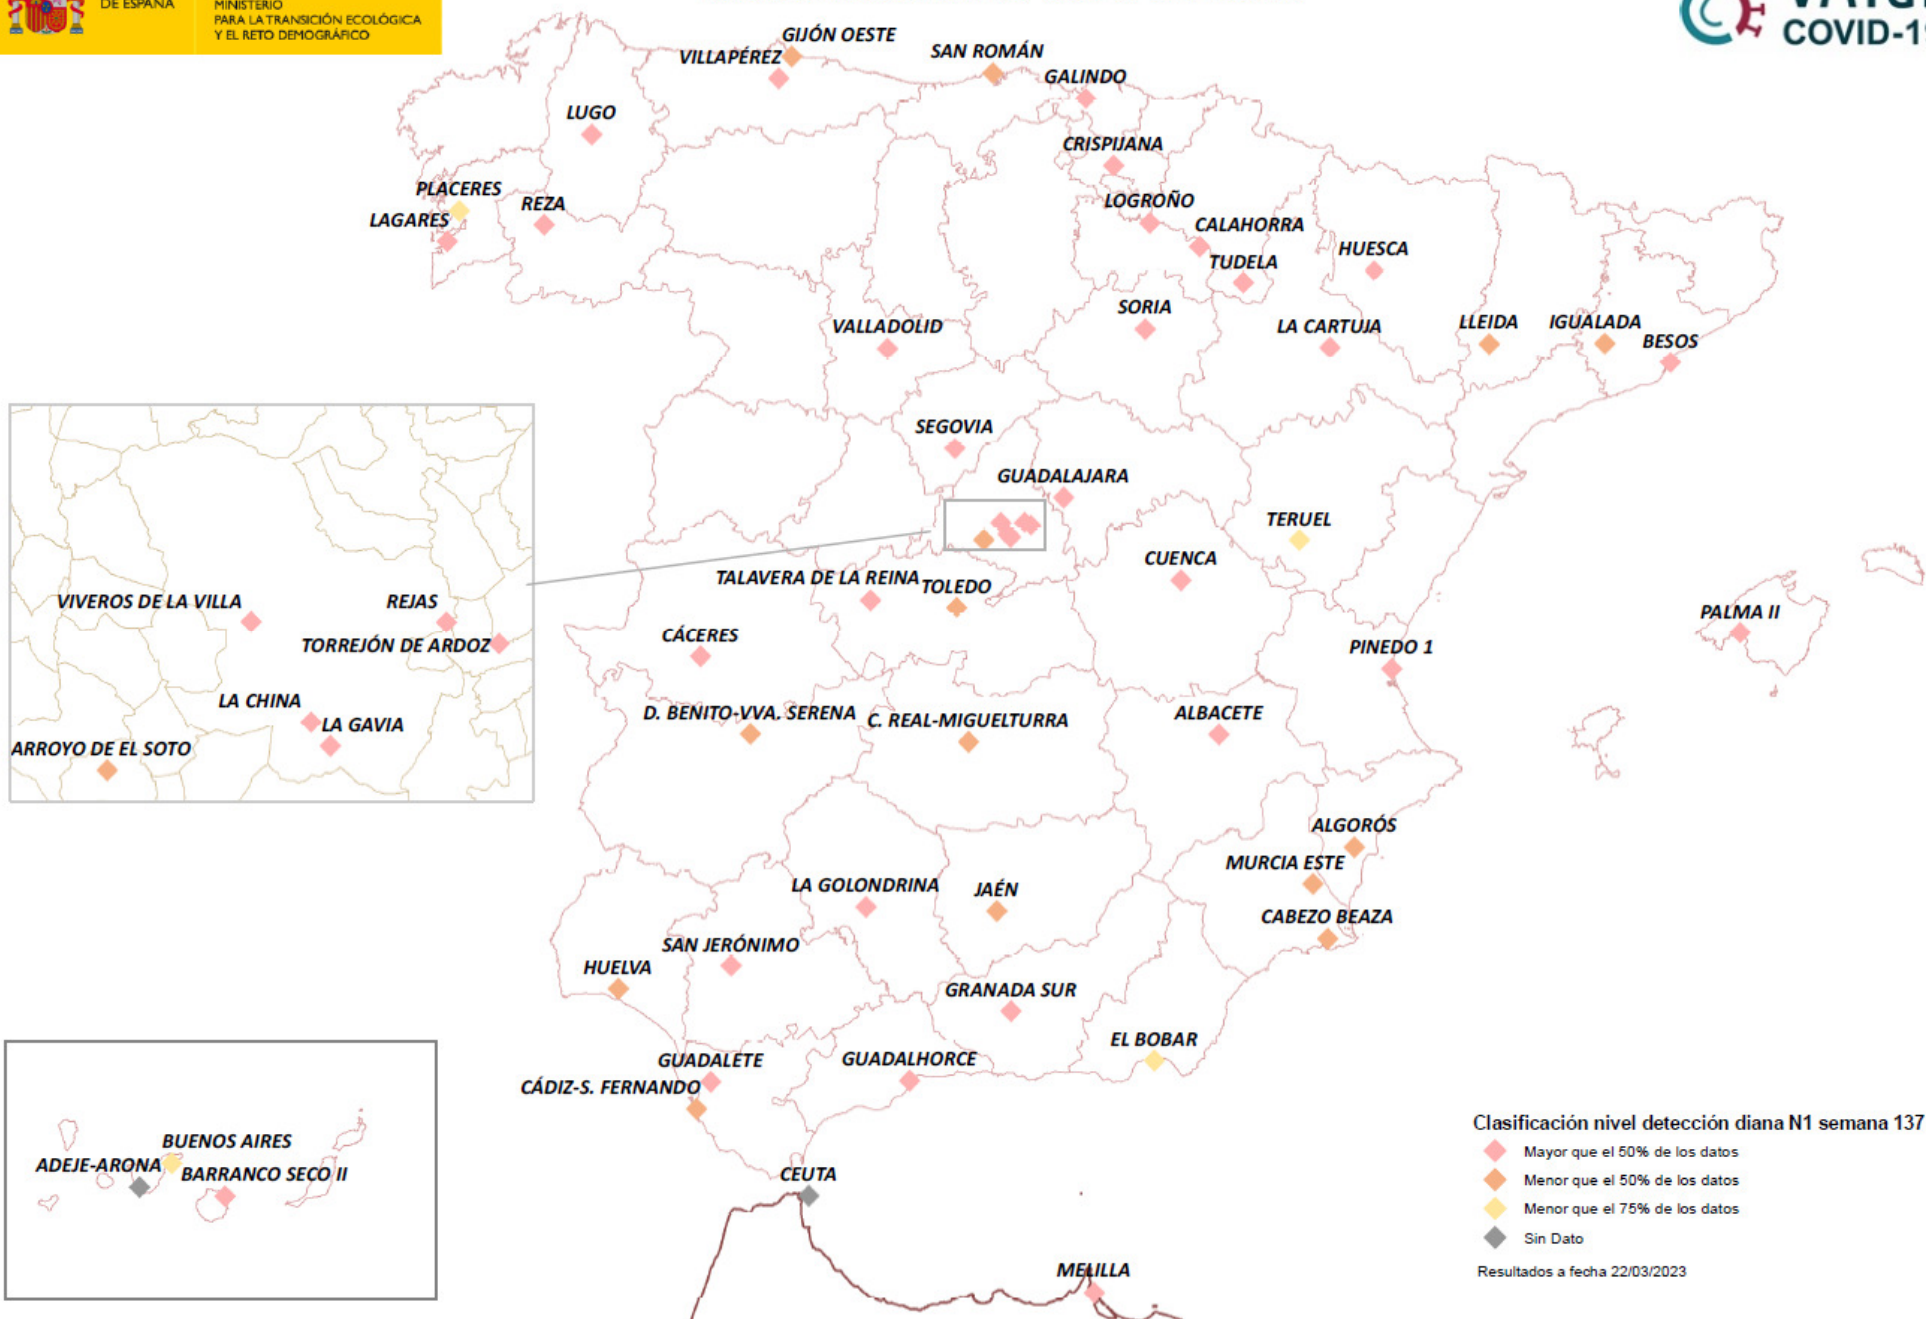 DE ESPAÑA
MINISTERIO
PARA LA TRANSICIÓN ECOLÓGICA
Y EL RETO DEMOGRÁFICO
COVID-19
GIJÓN OESTE
VILLAPÉREZ
SAN ROMÁN
GALINDO
LUGO
CRISPIJANA
PLACERES
REZA
LOGROÑO
LAGARES
CALAHORRA
HUESCA
TUDELA
SORIA
VALLADOLID
LA CARTUJA
LLEIDA
IGUALADA
BESOS
SEGOVIA
GUADALAJARA
TERUEL
CUENCA
TALAVERA DE LA REINA
TOLEDO
VIVEROS DE LA VILLA
REJAS
TORREJÓN DE ARDOZ
LA CHINA
LA GAVIA
ARROYO DE EL SOTO
PALMA II
CÁCERES
PINEDO 1
D. BENITO-VVA. SERENA
C. REAL-MIGUELTURRA
ALBACETE
ALGORÓS
MURCIA ESTE
LA GOLONDRINA
JAÉN
CABEZO BEAZA
SAN JERÓNIMO
HUELVA
GRANADA SUR
EL BOBAR
GUADALETE
GUADALHORCE
CÁDIZ-S. FERNANDO
BUENOS AIRES
ADEJE-ARONA
BARRANCO SECO II
CEUTA
MELILLA
Clasificación nivel detección diana N1 semana 137
Mayor que el 50% de los datos
Menor que el 50% de los datos
Menor que el 75% de los datos
Sin Dato
Resultados a fecha 22/03/2023